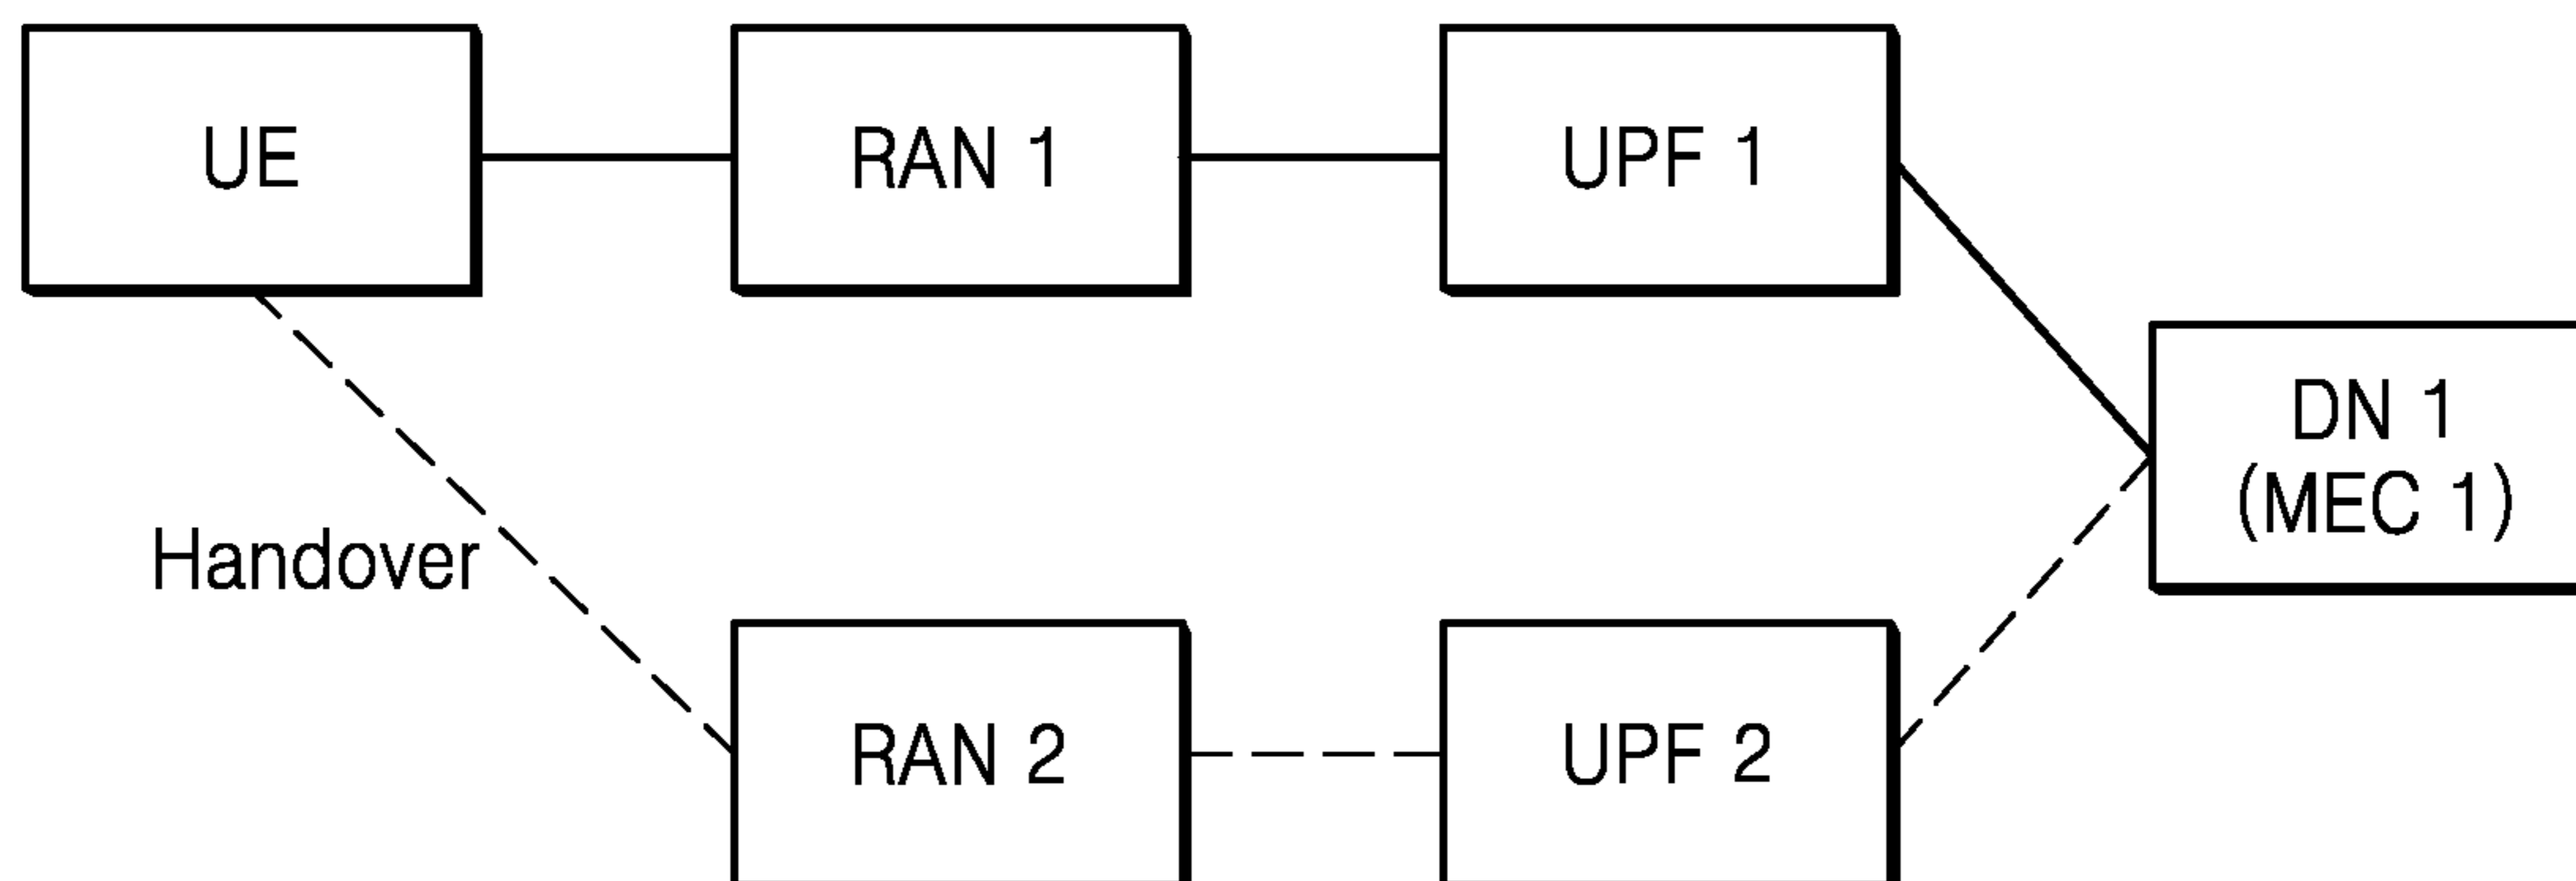 UE
RAN 1
UPF 1
DN 1
(MEC 1)
Handover
RAN 2
UPF 2